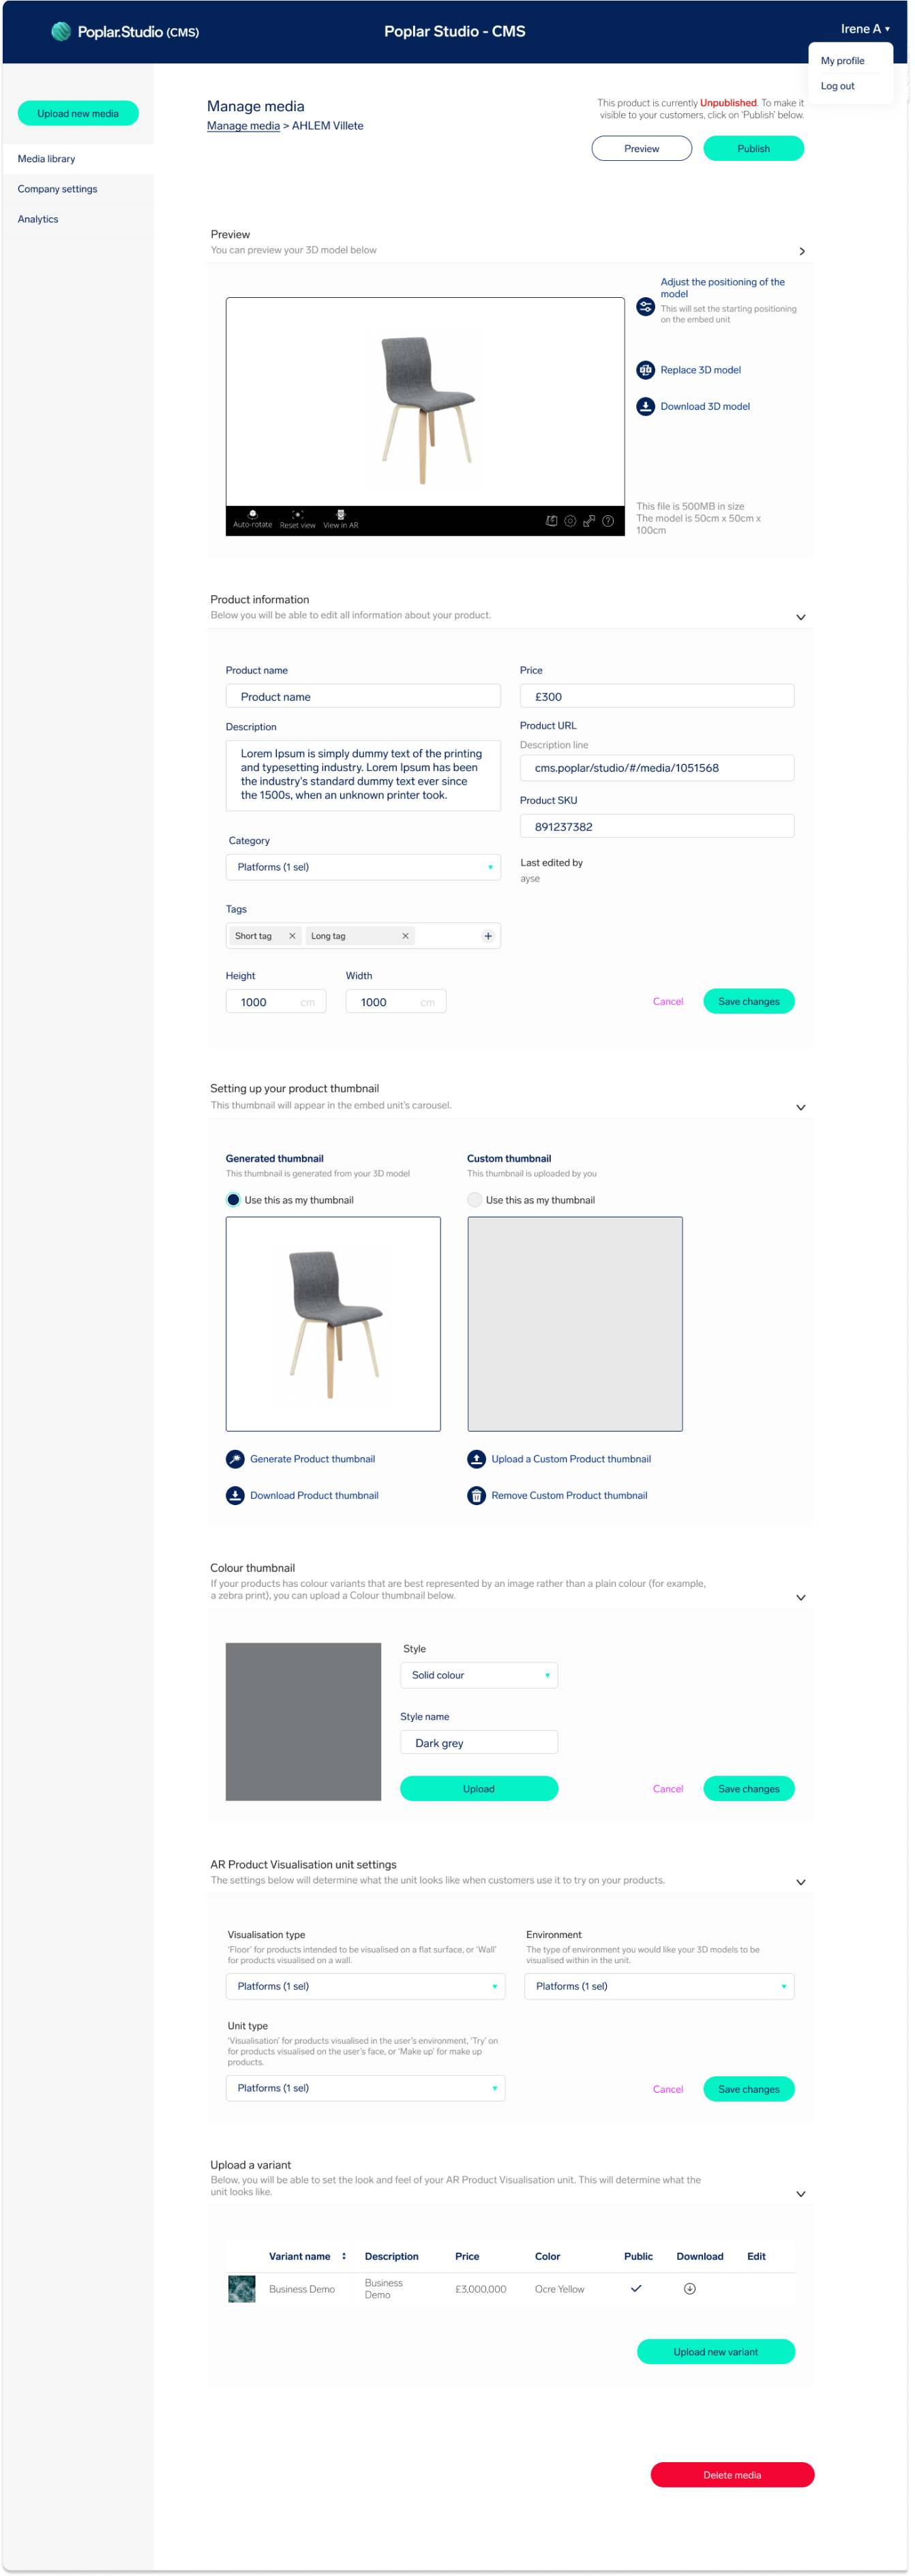 Poplar.Studio (CMS)
Poplar Studio - CMS
Irene A
My profile
Log out
Upload new media
Media library
Company settings
Analytics
Manage media
Manage media > AHLEM Villete
This product is currently Unpublished. To make it
visible to your customers, click on 'Publish' below.
Preview
Publish
Preview
You can preview your 3D model below
Adjust the positioning of the
model
This will set the starting positioning
on the embed unit
Replace 3D model
Download 3D model
This file is 500MB in size
The model is 50cm x 50cm x
100cm
Auto-rotate
Reset view
View in AR
Product information
Below you will be able to edit all information about your product.
Product name
Product name
Description
Lorem Ipsum is simply dummy text of the printing
and typesetting industry. Lorem Ipsum has been
the industry's standard dummy text ever since
the 1500s, when an unknown printer took.
Category
Platforms (1 sel)
Tags
Short tag
Long tag
Height
1000 cm
Width
1000 cm
Price
£300
Product URL
Description line
cms.poplar/studio/#/media/1051568
Product SKU
891237382
Last edited by
ayse
Cancel
Save changes
Setting up your product thumbnail
This thumbnail will appear in the embed unit's carousel.
Generated thumbnail
This thumbnail is generated from your 3D model
Use this as my thumbnail
Generate Product thumbnail
Download Product thumbnail
Custom thumbnail
This thumbnail is uploaded by you
Use this as my thumbnail
Upload a Custom Product thumbnail
Remove Custom Product thumbnail
Colour thumbnail
If your products has colour variants that are best represented by an image rather than a plain colour (for example,
a zebra print), you can upload a Colour thumbnail below.
Style
Solid colour
Style name
Dark grey
Upload
Cancel
Save changes
AR Product Visualisation unit settings
The settings below will determine what the unit looks like when customers use it to try on your products.
Visualisation type
'Floor' for products intended to be visualised on a flat surface, or 'Wall'
for products visualised on a wall.
Platforms (1 sel)
Environment
The type of environment you would like your 3D models to be
visualised within in the unit.
Platforms (1 sel)
Unit type
'Visualisation' for products visualised in the user's environment, 'Try' on
for products visualised on the user's face, or 'Make up' for make up
products.
Platforms (1 sel)
Cancel
Save changes
Upload a variant
Below, you will be able to set the look and feel of your AR Product Visualisation unit. This will determine what the
unit looks like.
Variant name Description Price Color Public Download Edit
Business Demo
Business
Demo
£3,000,000
Ocre Yellow
Upload new variant
Delete media